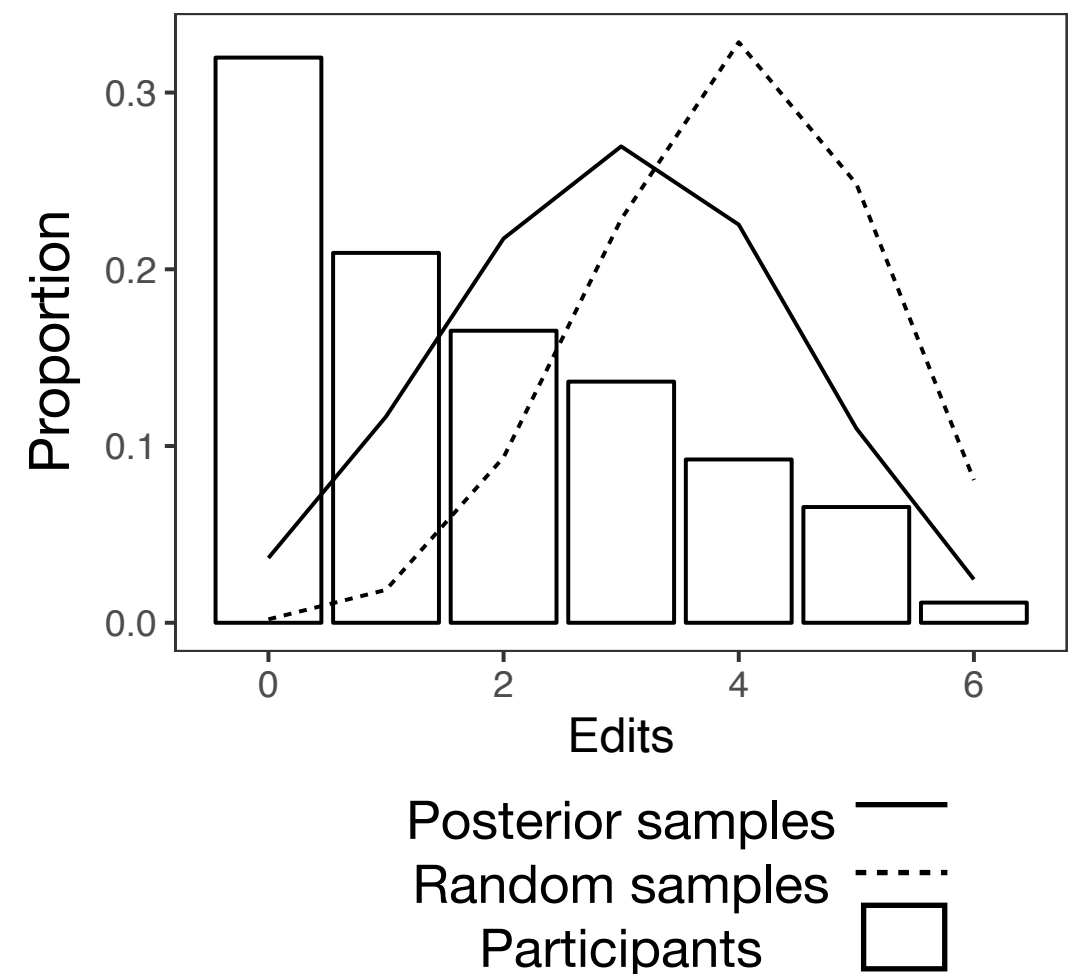 Proportion
0.3
0.2
0.1
0.0
0 2 4 6
Edits
Posterior samples
Random samples
Participants